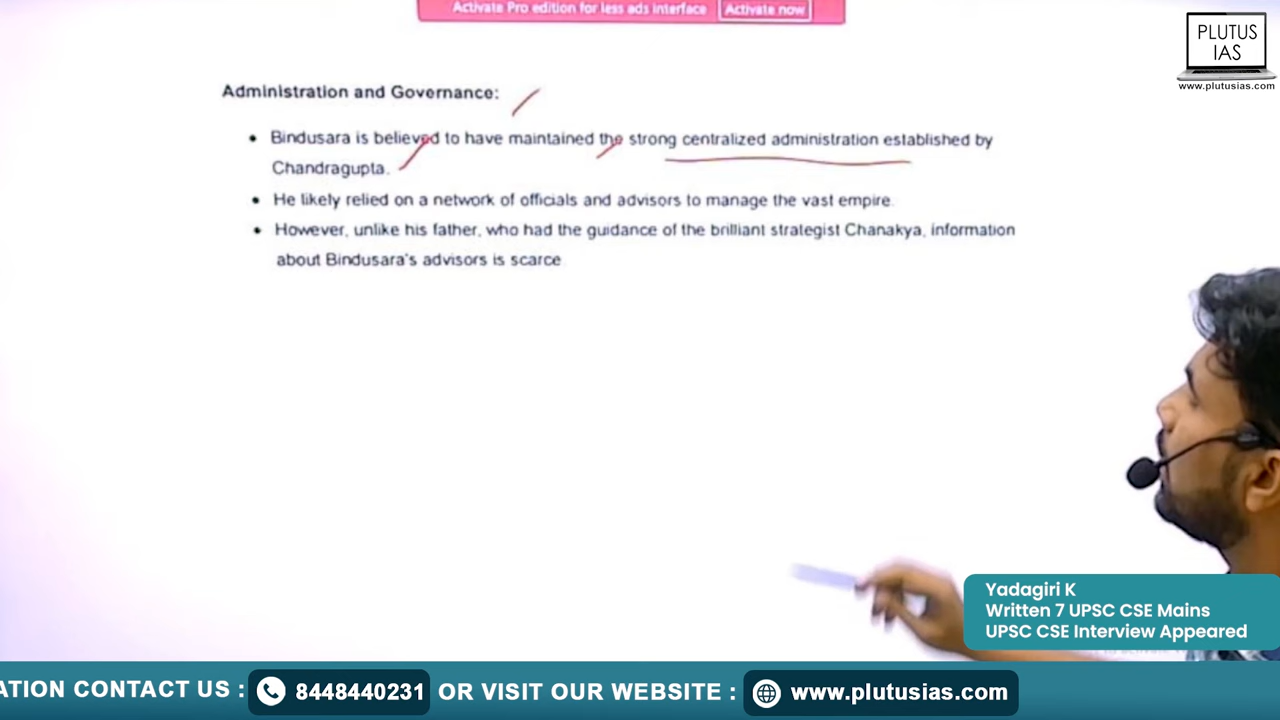 Activate Pro edition for less ads interface Activate now
PLUTUS
IAS
www.plutusias.com
Administration and Governance:
• Bindusara is believed to have maintained the strong centralized administration established by
Chandragupta.
• He likely relied on a network of officials and advisors to manage the vast empire.
• However, unlike his father, who had the guidance of the brilliant strategist Chanakya, information
about Bindusara's advisors is scarce
Yadagiri K
Written 7 UPSC CSE Mains
UPSC CSE Interview Appeared
ATION CONTACT US : 8448440231 OR VISIT OUR WEBSITE : www.plutusias.com